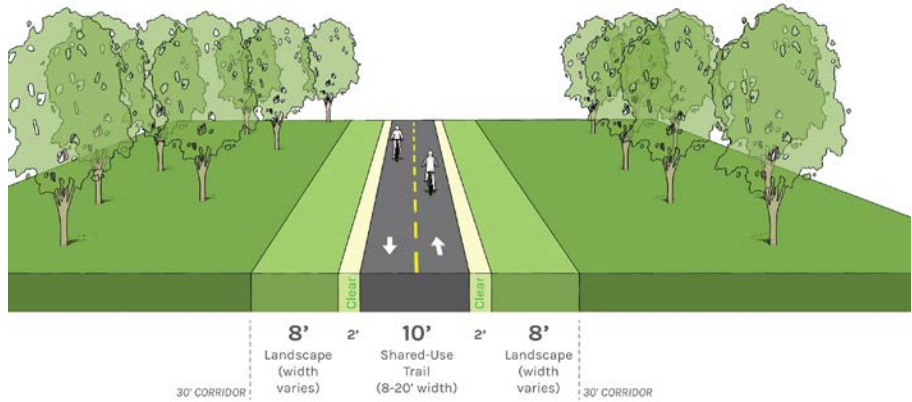 Clear
Clear
8’
2’
10’
2’
8’
Landscape
(width
varies)
Shared-Use
Trail
(8-20’ width)
Landscape
(width
varies)
30’ CORRIDOR
30’ CORRIDOR